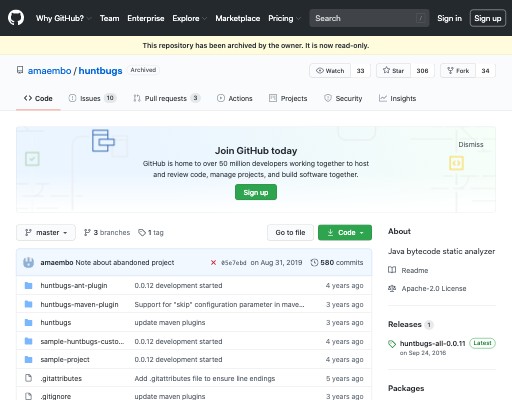 Why GitHub? Team Enterprise Explore Marketplace Pricing Search / Sign in Sign up
This repository has been archived by the owner. It is now read-only.
amaembo / huntbugs Archived Watch 33 Star 306 Fork 34
Code Issues 10 Pull requests 3 Actions Projects Security Insights
Join GitHub today
Dismiss
GitHub is home to over 50 million developers working together to host
and review code, manage projects, and build software together.
Sign up
master 3 branches 1 tag Go to file Code
amaembo Note about abandoned project 05e7ebd on Aug 31, 2019 580 commits
huntbugs-ant-plugin 0.0.12 development started 4 years ago
huntbugs-maven-plugin Support for "skip" configuration parameter in mave... 3 years ago
huntbugs update maven plugins 3 years ago
sample-huntbugs-custo... 0.0.12 development started 4 years ago
sample-project 0.0.12 development started 4 years ago
.gitattributes Add .gitattributes file to ensure line endings 5 years ago
.gitignore update maven plugins 3 years ago
About
Java bytecode static analyzer
Readme
Apache-2.0 License
Releases 1
huntbugs-all-0.0.11 Latest
on Sep 24, 2016
Packages